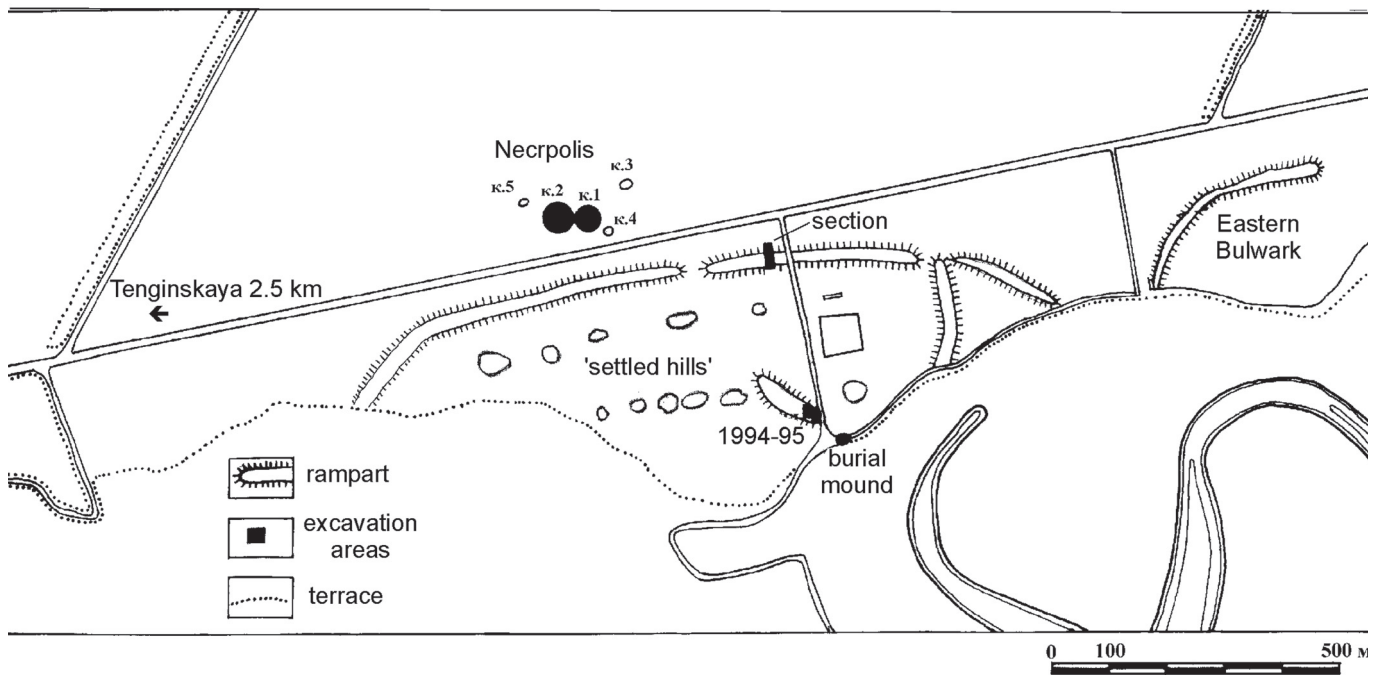 Necrpolis
к.3
к.5
к.2
к.1
к.4
section
Eastern
Bulwark
Tenginskaya 2.5 km
'settled hills'
1994-95
burial
mound
rampart
excavation
areas
terrace
0 100 500 м